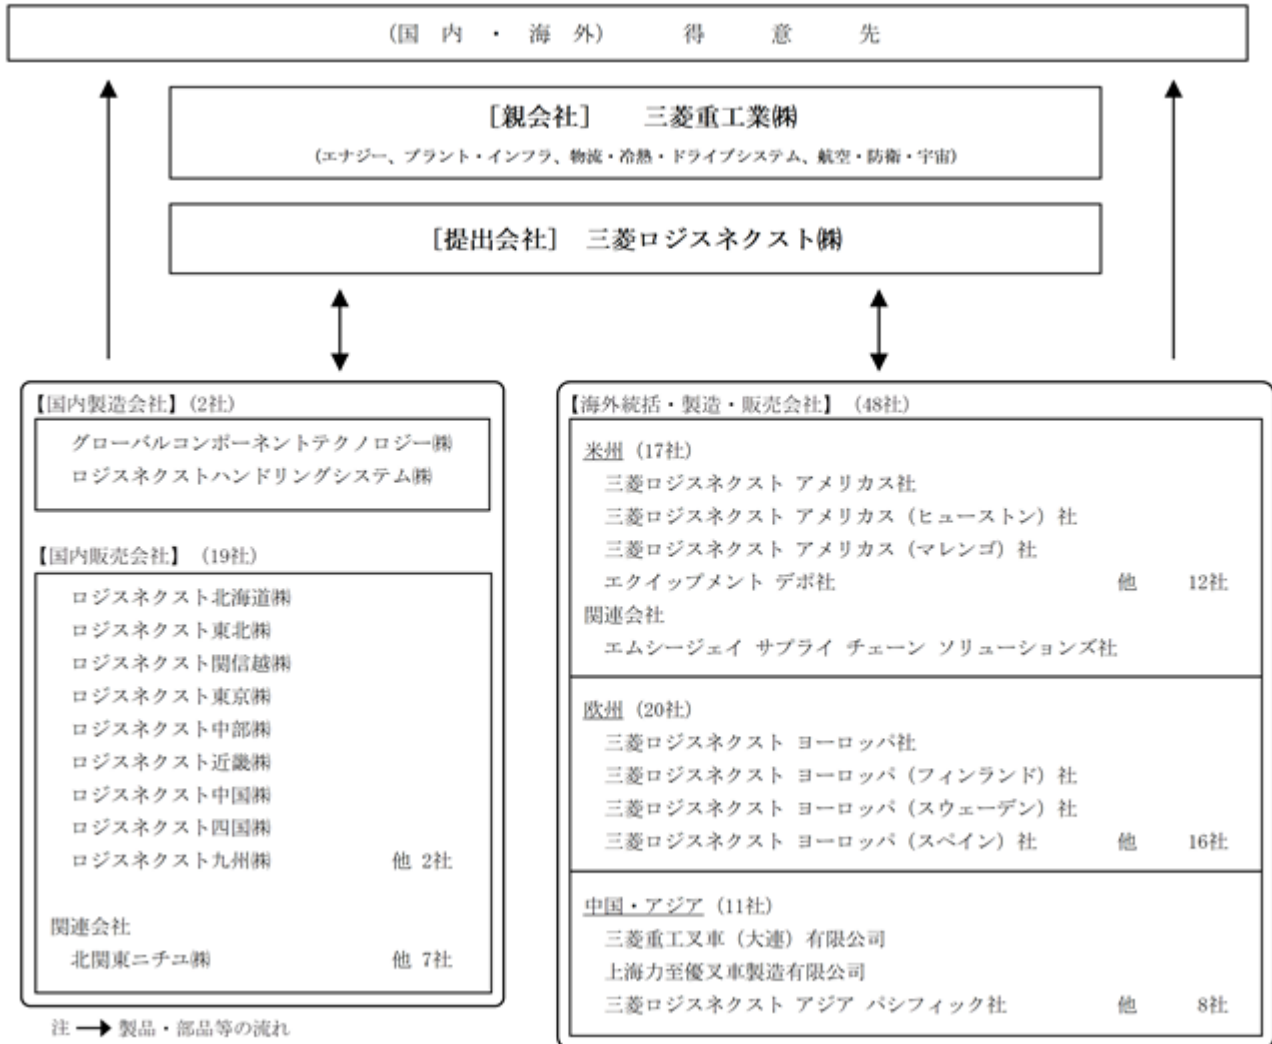 (国 内 ・ 海 外) 得 意 先
［親会社］ 三菱重工業㈱
(エナジー、プラント・インフラ、物流・冷熱・ドライブシステム、航空・防衛・宇宙)
［提出会社］ 三菱ロジスネクスト㈱
【国内製造会社】(2社)
グローバルコンポーネントテクノロジー㈱
ロジスネクストハンドリングシステム㈱
【国内販売会社】 (19社)
ロジスネクスト北海道㈱
ロジスネクスト東北㈱
ロジスネクスト関信越㈱
ロジスネクスト東京㈱
ロジスネクスト中部㈱
ロジスネクスト近畿㈱
ロジスネクスト中国㈱
ロジスネクスト四国㈱
ロジスネクスト九州㈱ 他 2社
関連会社
北関東ニチユ㈱ 他 7社
注 → 製品・部品等の流れ
【海外統括・製造・販売会社】 (48社)
米州 (17社)
三菱ロジスネクスト アメリカス社
三菱ロジスネクスト アメリカス (ヒューストン) 社
三菱ロジスネクスト アメリカス (マレンゴ) 社
エクイップメント デポ社 他 12社
関連会社
エムシージェイ サプライ チェーン ソリューションズ社
欧州 (20社)
三菱ロジスネクスト ヨーロッパ社
三菱ロジスネクスト ヨーロッパ (フィンランド) 社
三菱ロジスネクスト ヨーロッパ (スウェーデン) 社
三菱ロジスネクスト ヨーロッパ (スペイン) 社 他 16社
中国・アジア (11社)
三菱重工叉車 (大連) 有限公司
上海力至優叉車製造有限公司
三菱ロジスネクスト アジア パシフィック社 他 8社